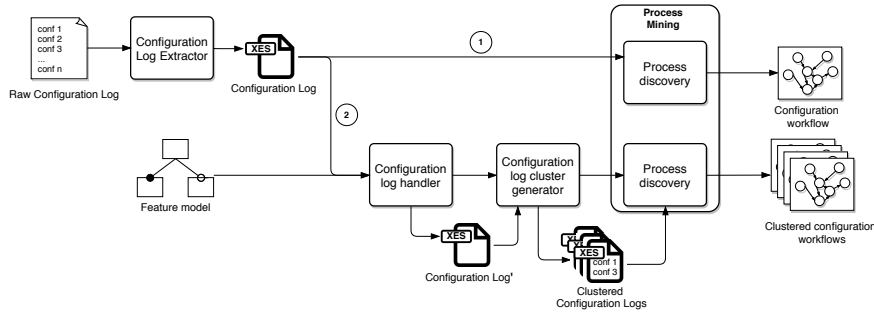 conf 1
conf 2
conf 3
...
conf n
Raw Configuration Log
Configuration
Log Extractor
XES
Configuration Log
1
2
Process
Mining
Process
discovery
Configuration
workflow
Feature model
Configuration
log handler
Configuration
log cluster
generator
Process
discovery
Clustered configuration
workflows
XES
Configuration Log'
XES
conf 1
conf 3
Clustered
Configuration Logs